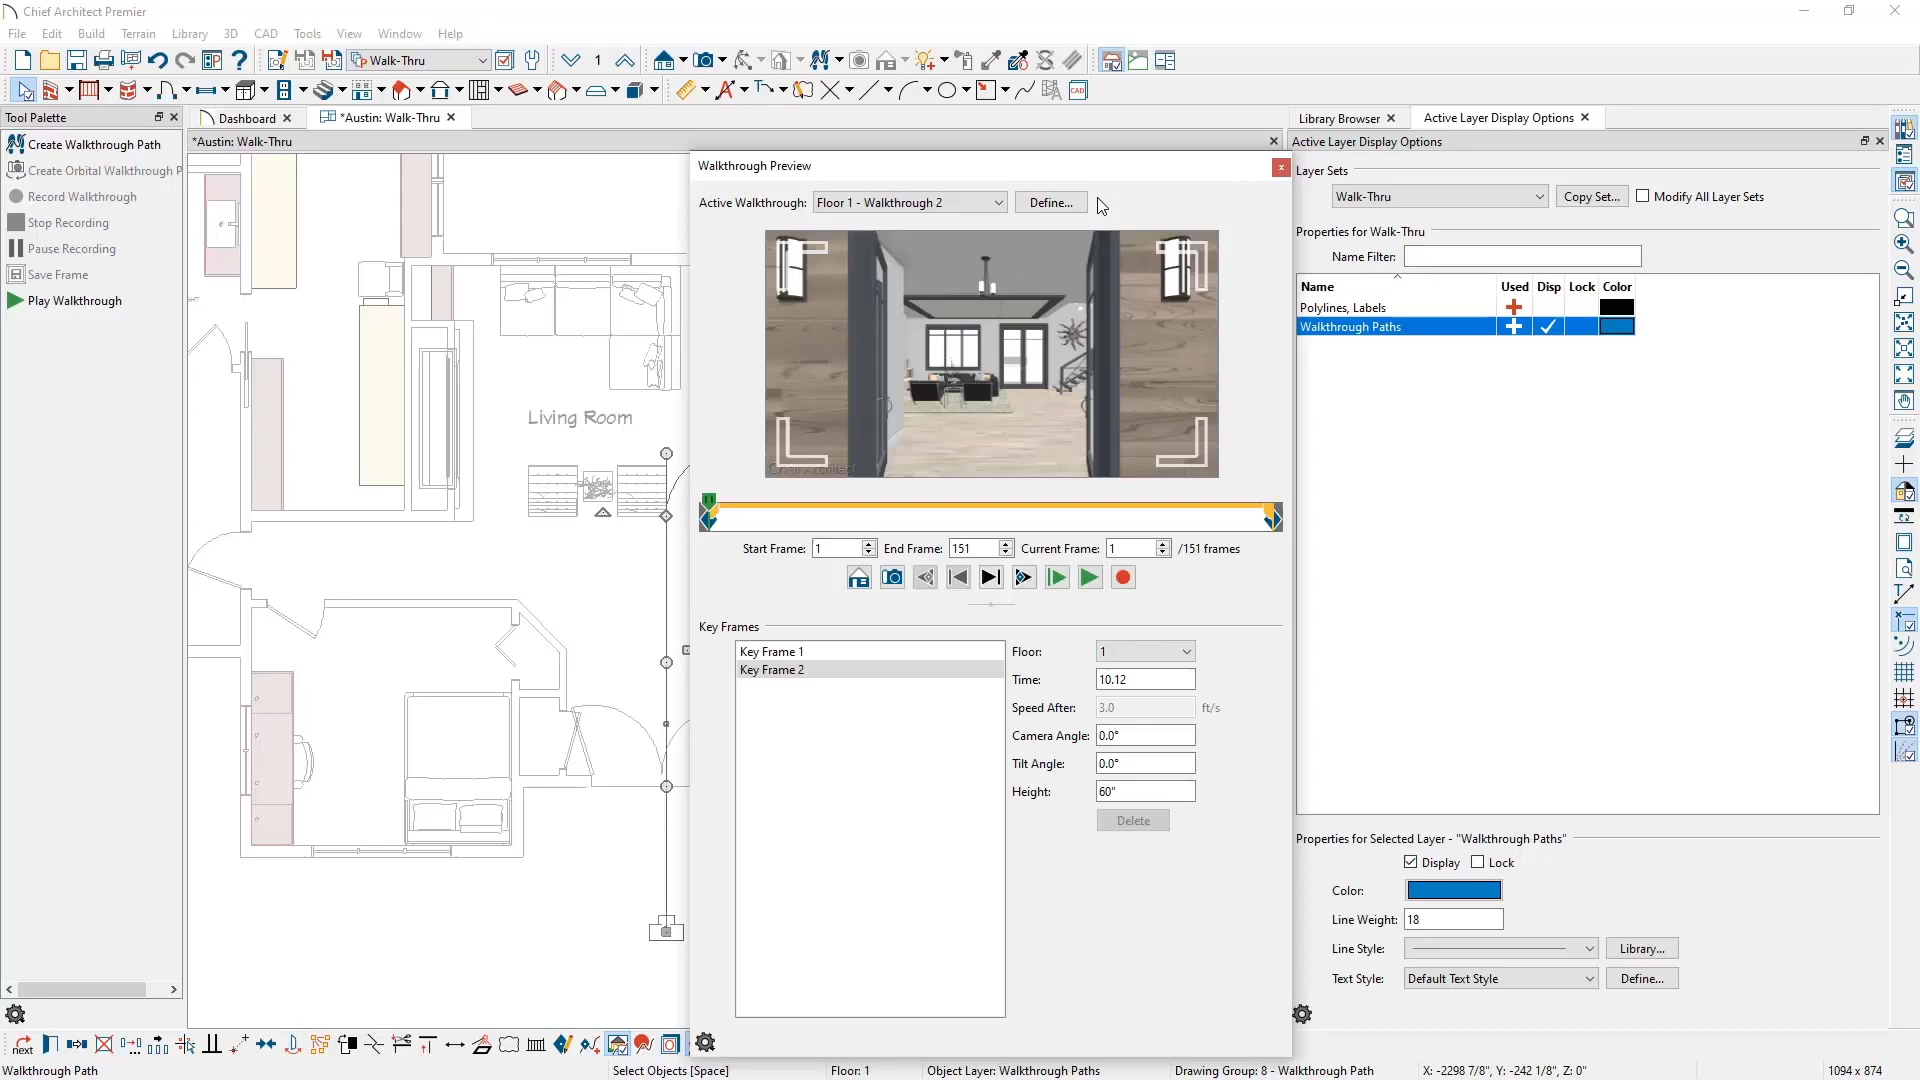 Chief Architect Premier
File Edit Build Terrain Library 3D CAD Tools View Window Help
Walk-Thru 1
Tool Palette
Dashboard
*Austin: Walk-Thru
Library Browser
Active Layer Display Options
*Austin: Walk-Thru
Active Layer Display Options
Create Walkthrough Path
Create Orbital Walkthrough P
Record Walkthrough
Stop Recording
Pause Recording
Save Frame
Play Walkthrough
Living Room
Walkthrough Preview
Active Walkthrough: Floor 1 - Walkthrough 2 Define...
Chief Architect
Start Frame: 1 End Frame: 151 Current Frame: 1 /151 frames
Key Frames
Key Frame 1
Key Frame 2
Floor: 1
Time: 10.12
Speed After: 3.0 ft/s
Camera Angle: 0.0°
Tilt Angle: 0.0°
Height: 60"
Delete
Layer Sets
Walk-Thru Copy Set... Modify All Layer Sets
Properties for Walk-Thru
Name Filter:
Name Used Disp Lock Color
Polylines, Labels
Walkthrough Paths
Properties for Selected Layer - "Walkthrough Paths"
Display Lock
Color:
Line Weight: 18
Line Style: Library...
Text Style: Default Text Style Define...
next
CAD
Walkthrough Path Select Objects [Space] Floor: 1 Object Layer: Walkthrough Paths Drawing Group: 8 - Walkthrough Path X: -2298 7/8", Y: -242 1/8", Z: 0" 1094 x 874